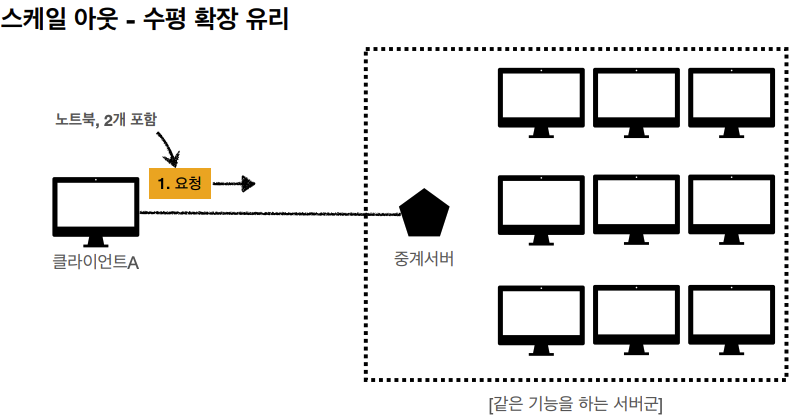 스케일 아웃 - 수평 확장 유리
노트북, 2개 포함
1. 요청
클라이언트A
중계서버
[같은 기능을 하는 서버군]